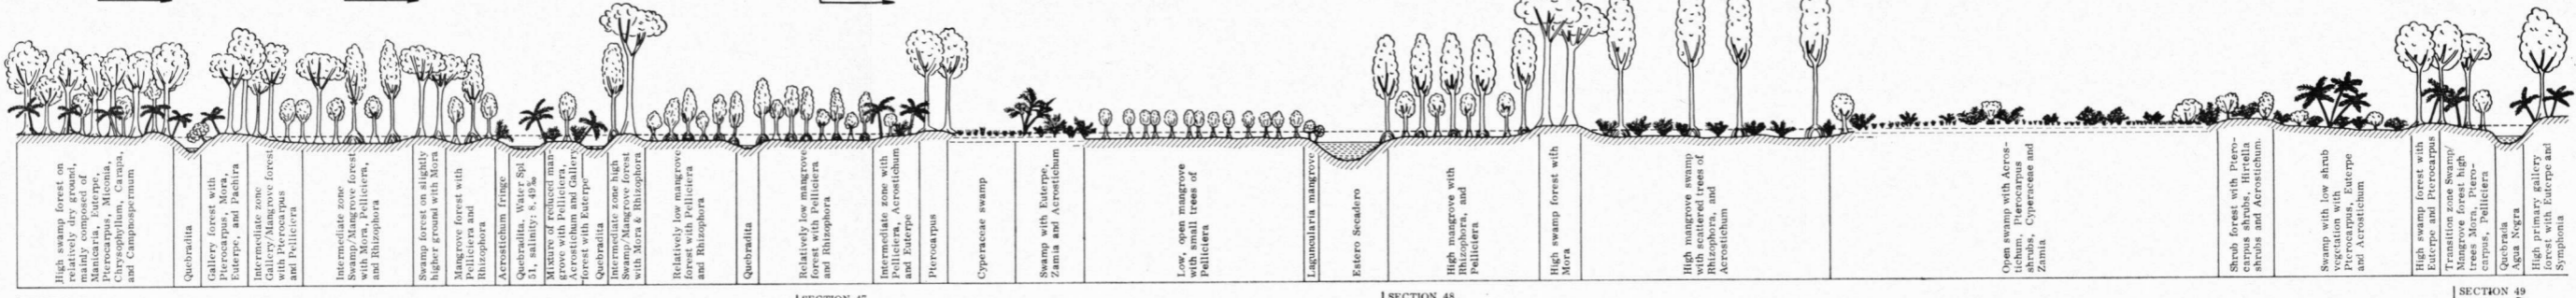 High swamp forest on
relatively dry ground,
mainly composed of
Manicaria, Euterpe,
Pterocarpus, Miconia,
Chrysophyllum, Carapa,
and Campnospermum
Quebradita
Gallery forest with
Pterocarpus, Mora,
Euterpe, and Pachira
Intermediate zone
Gallery/Mangrove forest
with Pterocarpus
and Pelliciera
Intermediate zone
Swamp/Mangrove forest
with Mora, Pelliciera,
and Rhizophora
Swamp forest on slightly
higher ground with Mora
Mangrove forest with
Pelliciera and
Rhizophora
Acrostichum fringe
Quebradita, Water Spl
51, salinity: 8.49‰
Mixture of reduced man-
grove with Pelliciera,
Acrostichum and Gallery
forest with Euterpe
Quebradita
Intermediate zone high
Swamp/Mangrove forest
with Mora & Rhizophora
Relatively low mangrove
forest with Pelliciera
and Rhizophora
Quebradita
Relatively low mangrove
forest with Pelliciera
and Rhizophora
Intermediate zone with
Pelliciera, Acrostichum
and Euterpe
Pterocarpus
Cyperaceae swamp
Swamp with Euterpe,
Zamia and Acrostichum
Low, open mangrove
with small trees of
Pelliciera
Laguncularia mangrove
Estero Secadero
High mangrove with
Rhizophora, and
Pelliciera
High swamp forest with
Mora
High mangrove swamp
with scattered trees of
Rhizophora, and
Acrostichum
Open swamp with Acros-
tichum, Pterocarpus
shrubs, Cyperaceae and
Zamia
Shrub forest with Ptero-
carpus shrubs, Hirtella
shrubs and Acrostichum.
Swamp with low shrub
vegetation with
Pterocarpus, Euterpe
and Acrostichum
High swamp forest with
Euterpe and Pterocarpus
Transition zone Swamp/
Mangrove forest high
trees Mora, Ptero-
carpus, Pelliciera
Quebrada
Agua Negra
High primary gallery
forest with Euterpe and
Symphonia
SECTION 47
SECTION 48
SECTION 49